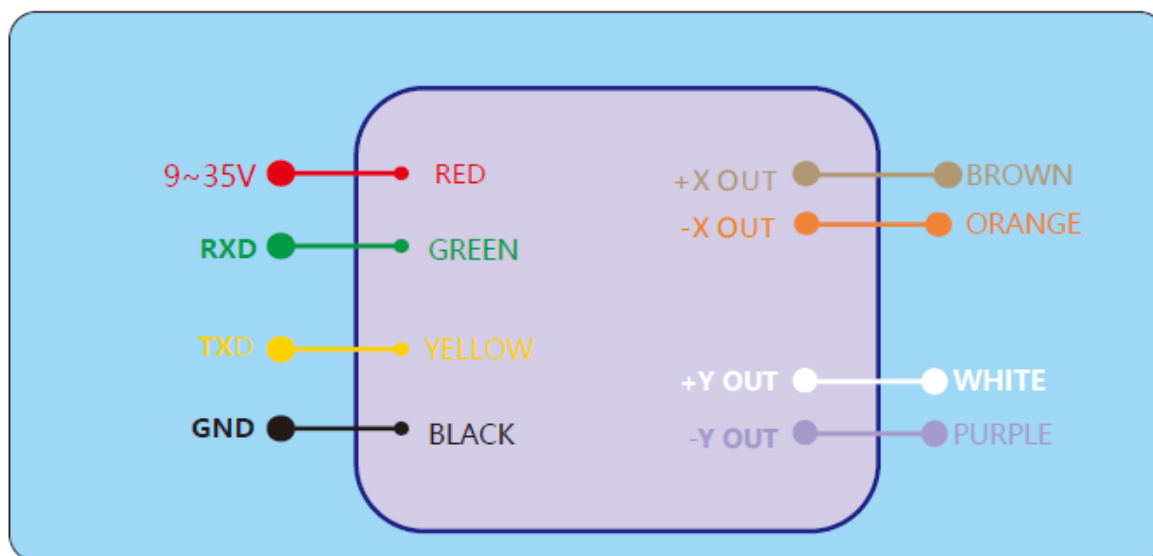 9~35V RED
RXD GREEN
TXD YELLOW
GND BLACK
+X OUT BROWN
-X OUT ORANGE
+Y OUT WHITE
-Y OUT PURPLE